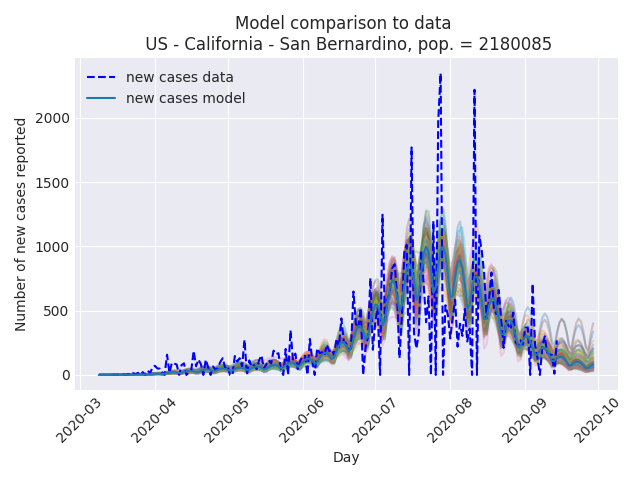 Model comparison to data
US - California - San Bernardino, pop. = 2180085
new cases data
new cases model
Number of new cases reported
2000
1500
1000
500
0
2020-03
2020-04
2020-05
2020-06
2020-07
2020-08
2020-09
2020-10
Day